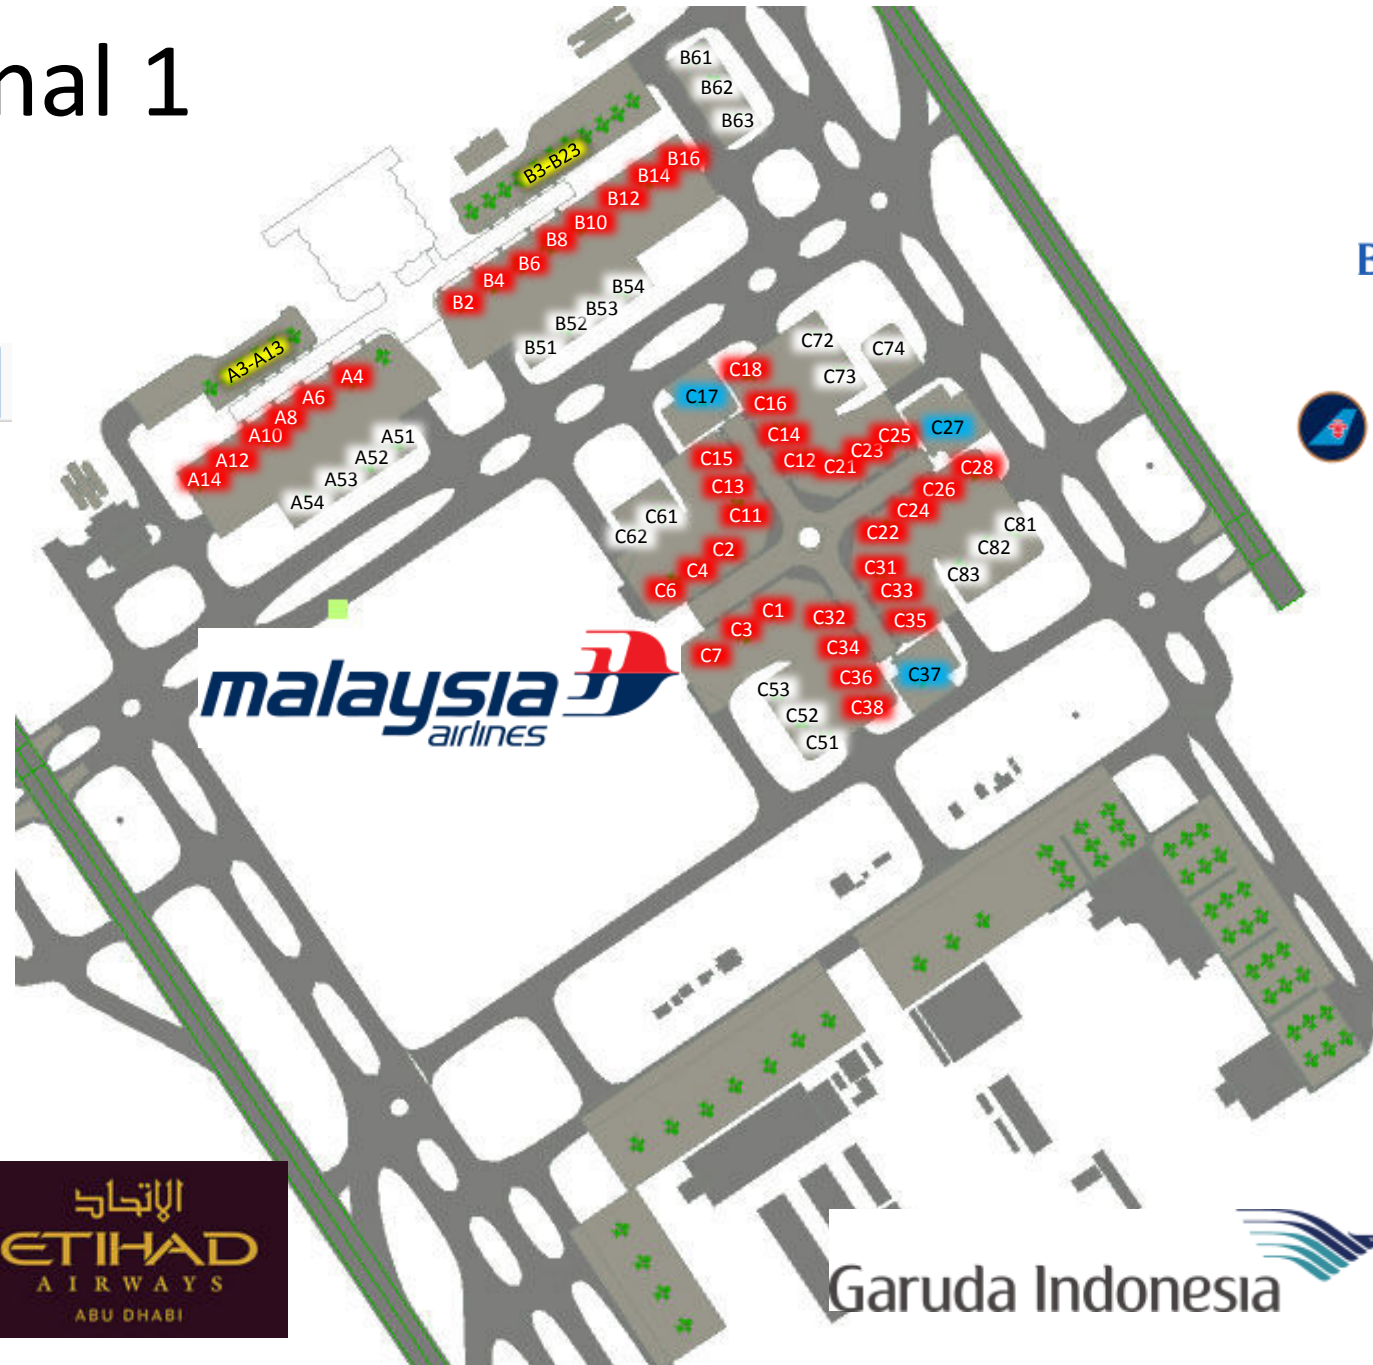 nal 1
B61
B62
B63
B3-B23
B16
B14
B12
B10
B8
B6
B4
B2
B54
B53
B52
B51
A3-A13
A4
A6
A8
A10
A12
A14
A51
A52
A53
A54
C72
C74
C73
C18
C17
C16
C14
C12
C21
C23
C25
C27
C15
C13
C11
C28
C26
C24
C22
C61
C62
C2
C4
C6
C81
C82
C83
C31
C33
C35
C1
C3
C7
C32
C34
C36
C38
C37
C53
C52
C51
B
malaysia
airlines
الإتحاد
ETIHAD
AIRWAYS
ABU DHABI
Garuda Indonesia